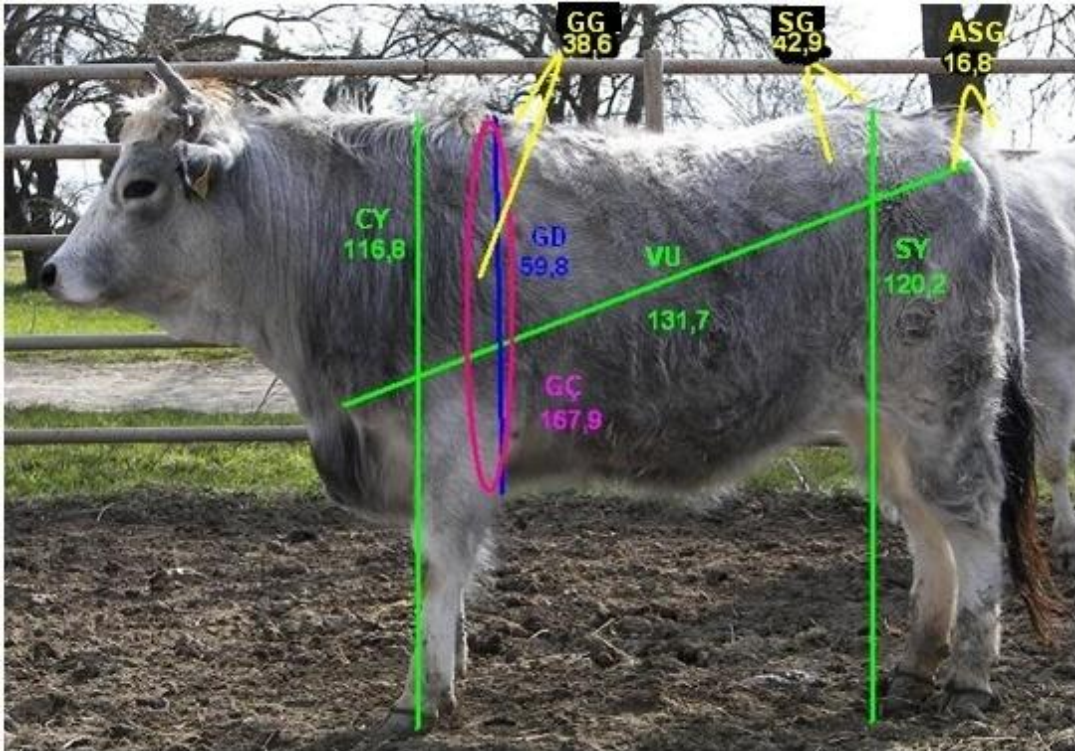 GG
38,6
SG
42,9
ASG
16,8
CY
116,8
GD
59,8
VU
131,7
SY
120,2
GÇ
167,9